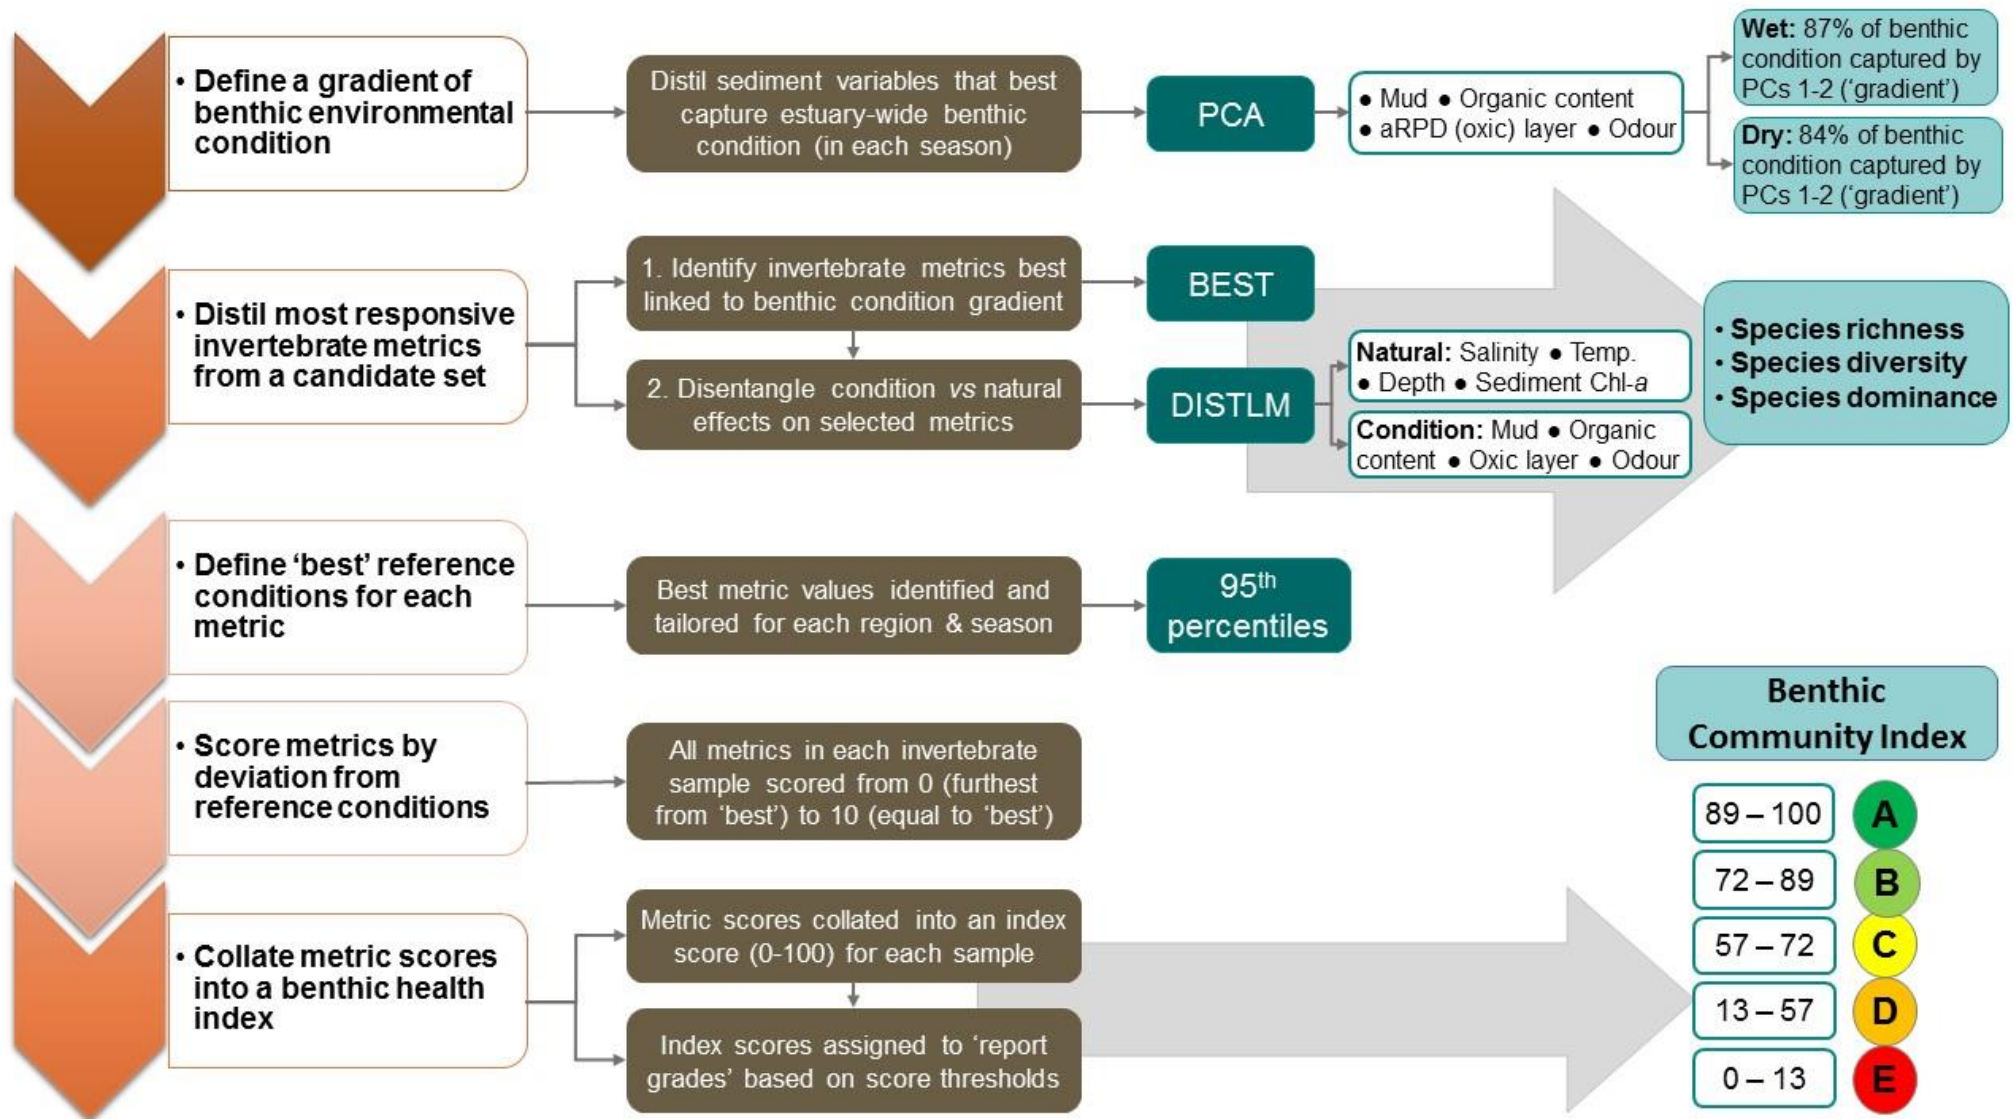 • Define a gradient of
benthic environmental
condition
Distil sediment variables that best
capture estuary-wide benthic
condition (in each season)
PCA
● Mud ● Organic content
● aRPD (oxic) layer ● Odour
Wet: 87% of benthic
condition captured by
PCs 1-2 (‘gradient’)
Dry: 84% of benthic
condition captured by
PCs 1-2 (‘gradient’)
• Distil most responsive
invertebrate metrics
from a candidate set
1. Identify invertebrate metrics best
linked to benthic condition gradient
BEST
2. Disentangle condition vs natural
effects on selected metrics
DISTLM
Natural: Salinity ● Temp.
● Depth ● Sediment Chl-a
Condition: Mud ● Organic
content ● Oxic layer ● Odour
• Species richness
• Species diversity
• Species dominance
• Define ‘best’ reference
conditions for each
metric
Best metric values identified and
tailored for each region & season
95th
percentiles
• Score metrics by
deviation from
reference conditions
All metrics in each invertebrate
sample scored from 0 (furthest
from ‘best’) to 10 (equal to ‘best’)
• Collate metric scores
into a benthic health
index
Metric scores collated into an index
score (0-100) for each sample
Index scores assigned to ‘report
grades’ based on score thresholds
Benthic
Community Index
89 – 100 A
72 – 89 B
57 – 72 C
13 – 57 D
0 – 13 E